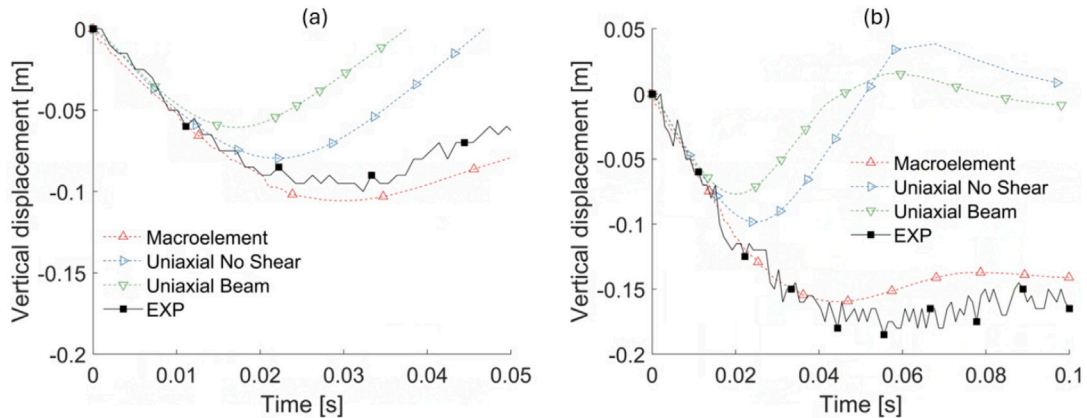 (a)
Vertical displacement [m]
0
-0.05
-0.1
-0.15
-0.2
0
0.01
0.02
0.03
0.04
0.05
Time [s]
Macroelement
Uniaxial No Shear
Uniaxial Beam
EXP
(b)
Vertical displacement [m]
0.05
0
-0.05
-0.1
-0.15
-0.2
0
0.02
0.04
0.06
0.08
0.1
Time [s]
Macroelement
Uniaxial No Shear
Uniaxial Beam
EXP